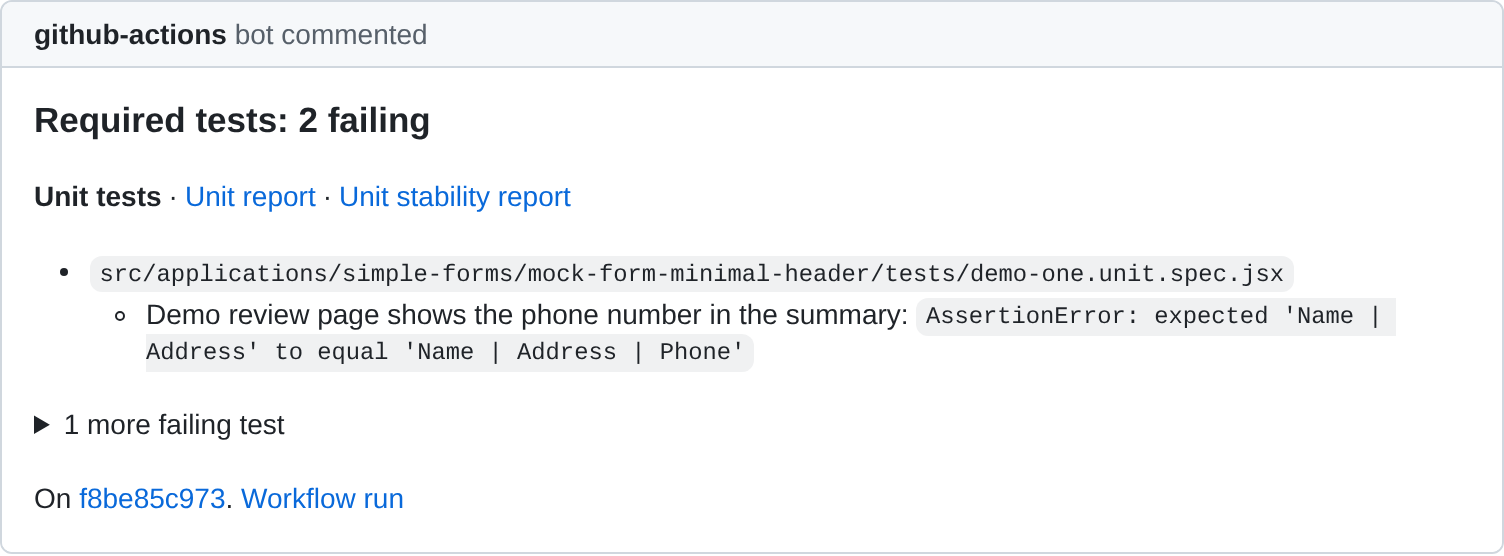 github-actions bot commented
Required tests: 2 failing
Unit tests · Unit report · Unit stability report
src/applications/simple-forms/mock-form-minimal-header/tests/demo-one.unit.spec.jsx
Demo review page shows the phone number in the summary: AssertionError: expected 'Name |
Address' to equal 'Name | Address | Phone'
1 more failing test
On f8be85c973. Workflow run